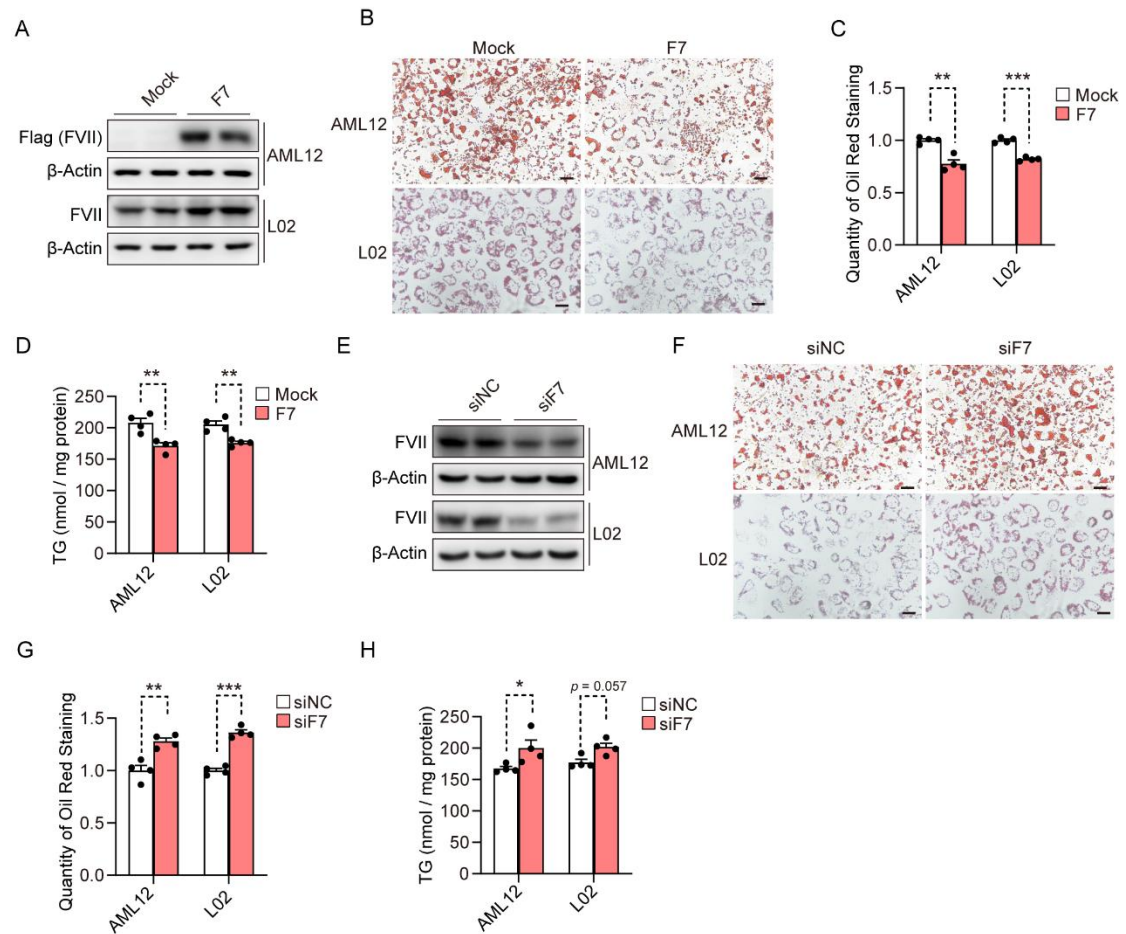 A
Mock
F7
Flag (FVII)
β-Actin
AML12
FVII
β-Actin
L02
B
Mock
F7
AML12
L02
C
Quantity of Oil Red Staining
1.5
1.0
0.5
0.0
**
***
Mock
F7
AML12
L02
D
TG (nmol / mg protein)
250
200
150
100
50
0
**
**
Mock
F7
AML12
L02
E
siNC
siF7
FVII
β-Actin
AML12
FVII
β-Actin
L02
F
siNC
siF7
AML12
L02
G
Quantity of Oil Red Staining
1.5
1.0
0.5
0.0
**
***
siNC
siF7
AML12
L02
H
TG (nmol / mg protein)
250
200
150
100
50
0
*
p = 0.057
siNC
siF7
AML12
L02